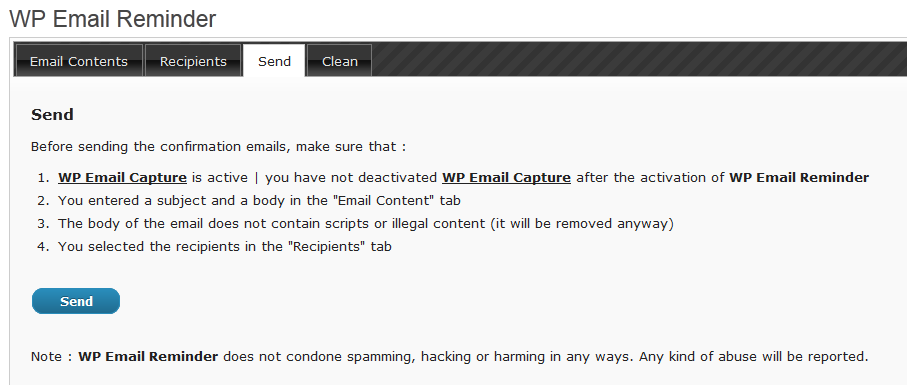 WP Email Reminder
Email Contents Recipients Send Clean
Send
Before sending the confirmation emails, make sure that :
1. WP Email Capture is active | you have not deactivated WP Email Capture after the activation of WP Email Reminder
2. You entered a subject and a body in the "Email Content" tab
3. The body of the email does not contain scripts or illegal content (it will be removed anyway)
4. You selected the recipients in the "Recipients" tab
Send
Note : WP Email Reminder does not condone spamming, hacking or harming in any ways. Any kind of abuse will be reported.